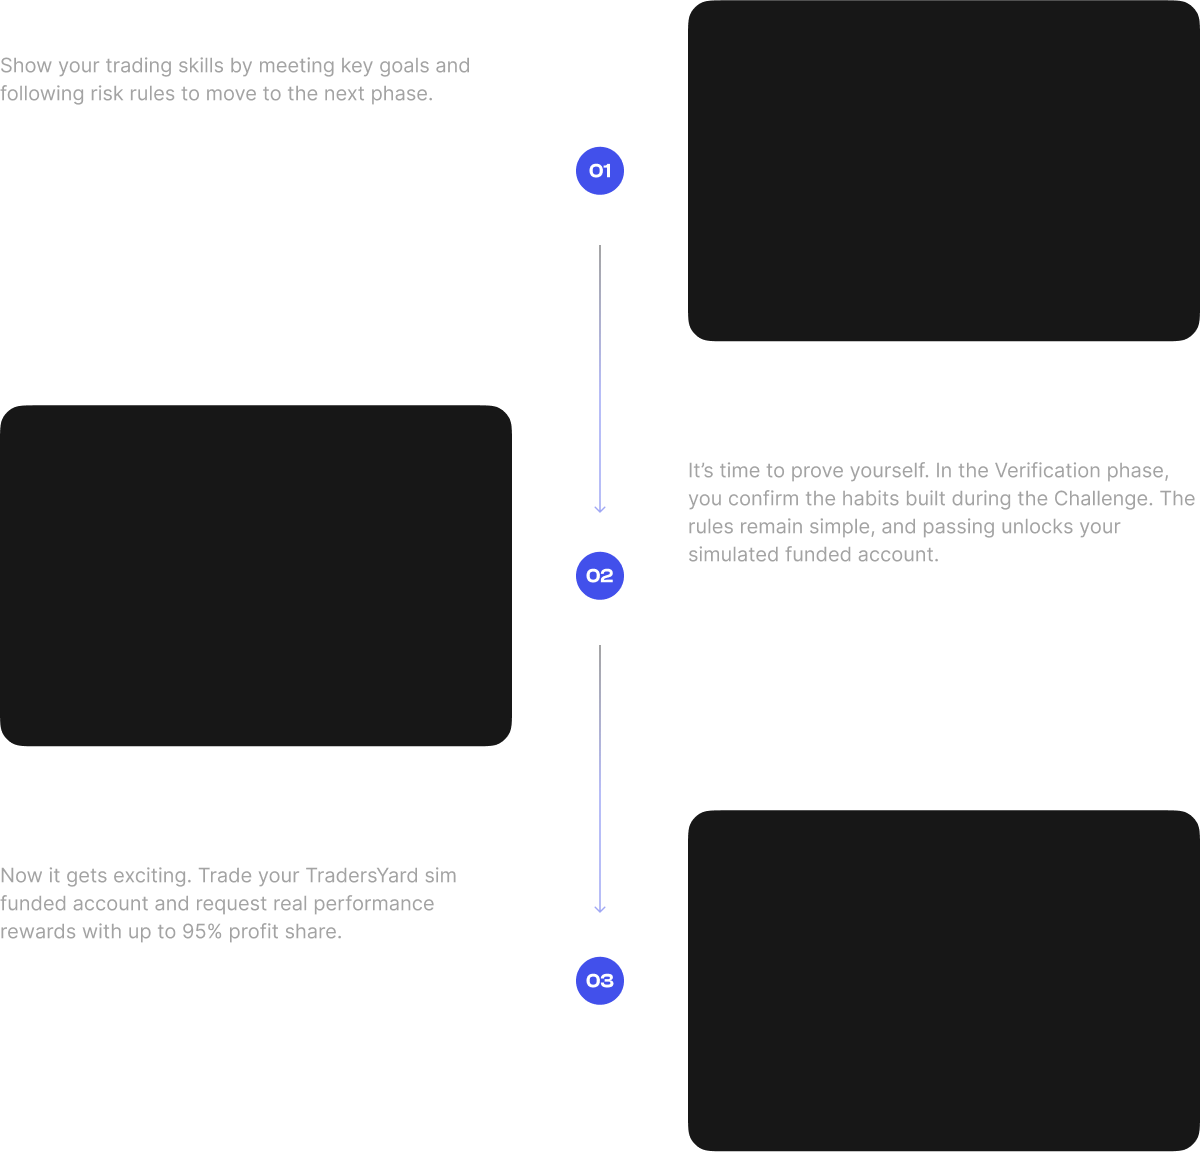 Show your trading skills by meeting key goals and
following risk rules to move to the next phase.
01
It’s time to prove yourself. In the Verification phase,
you confirm the habits built during the Challenge. The
rules remain simple, and passing unlocks your
simulated funded account.
02
Now it gets exciting. Trade your TradersYard sim
funded account and request real performance
rewards with up to 95% profit share.
03